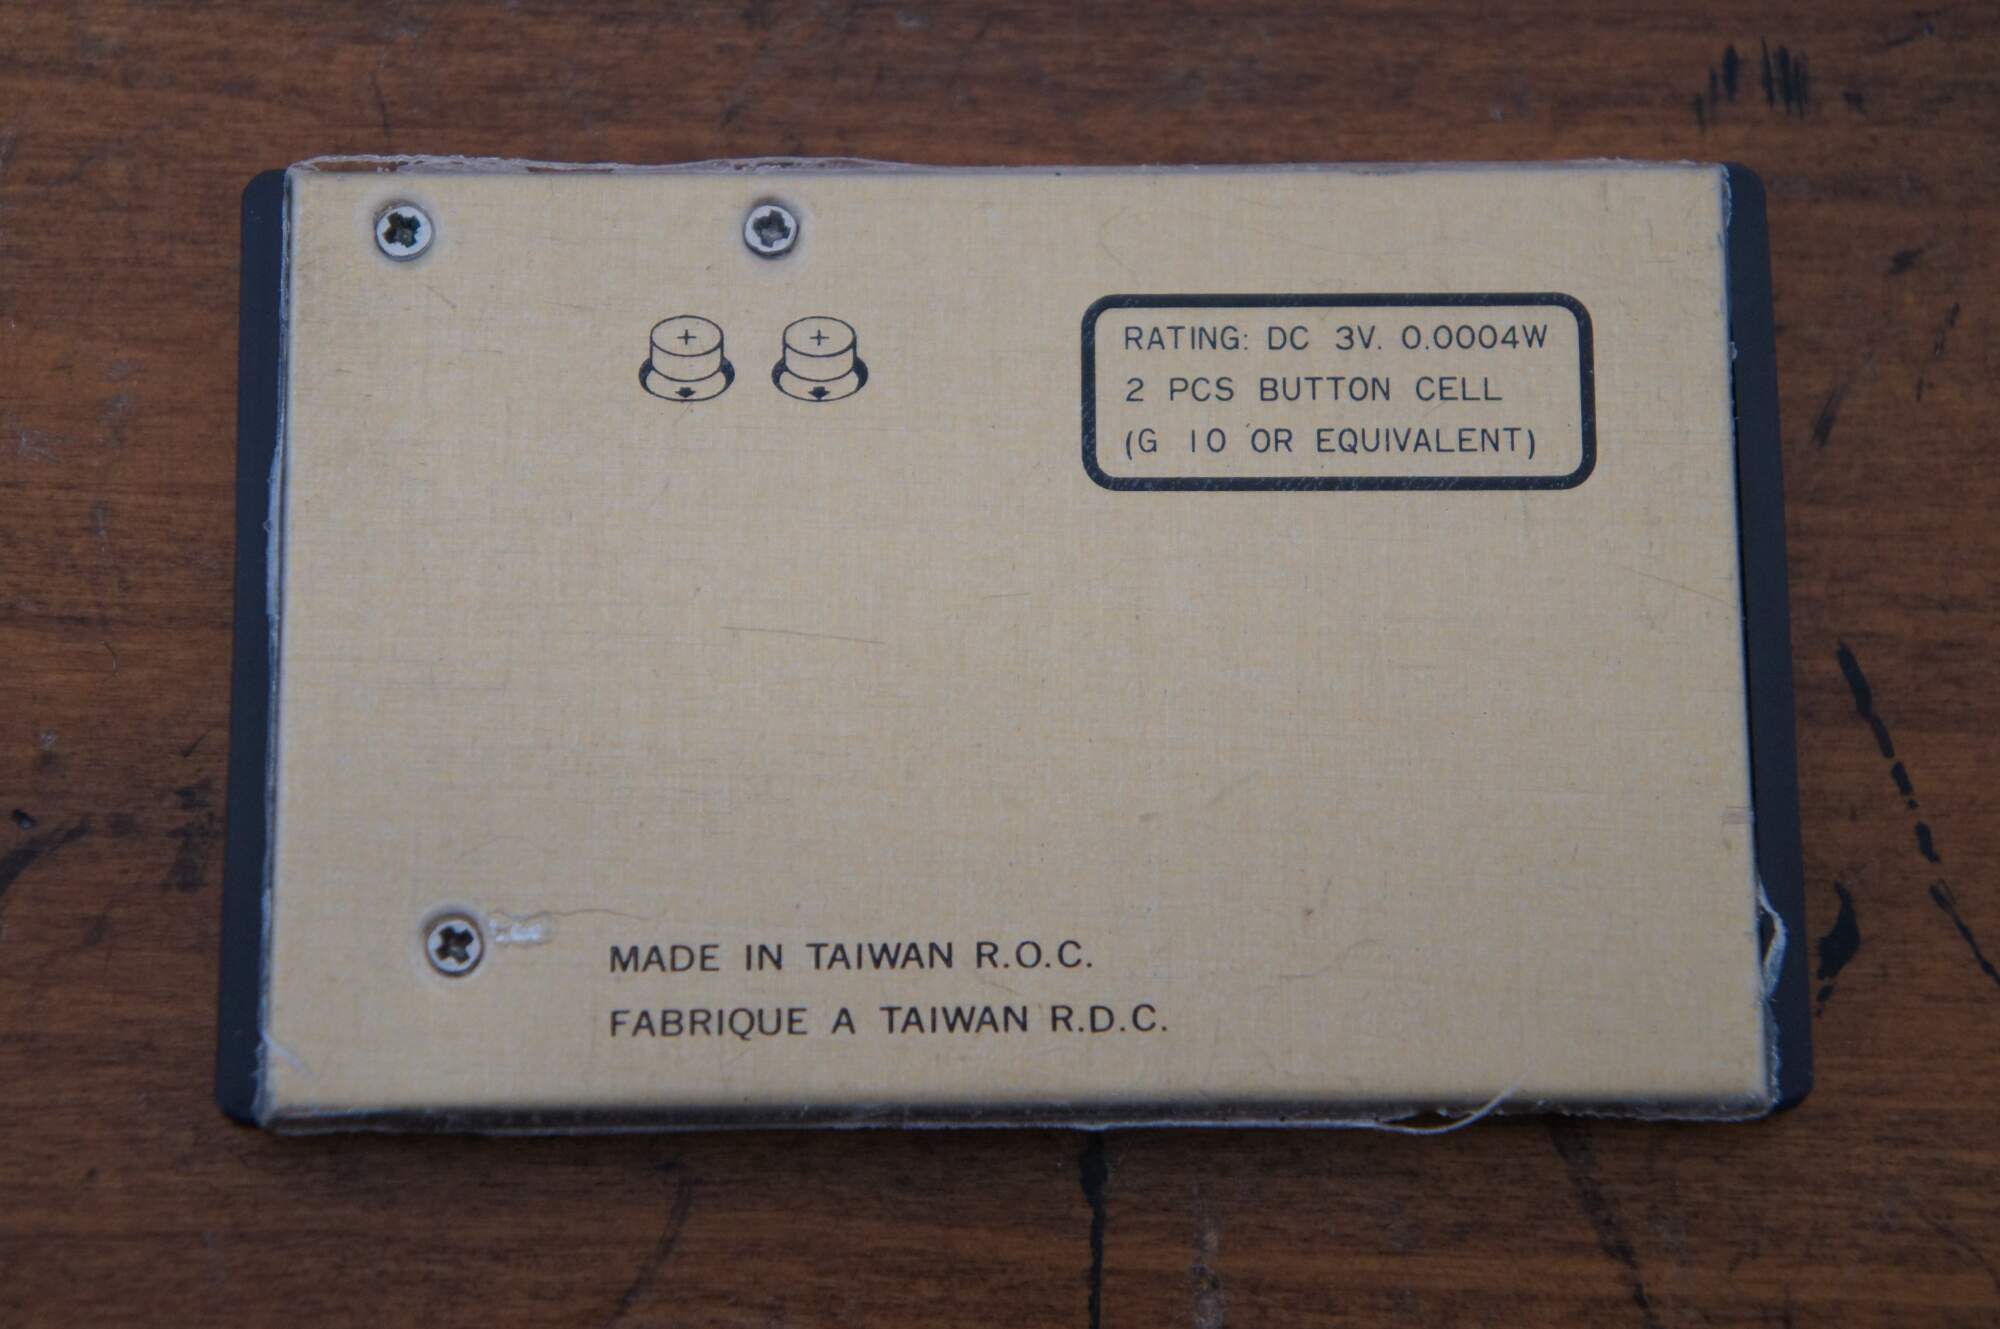 + +
RATING: DC 3V. 0.0004W
2 PCS BUTTON CELL
(G 10 OR EQUIVALENT)
MADE IN TAIWAN R.O.C.
FABRIQUE A TAIWAN R.D.C.